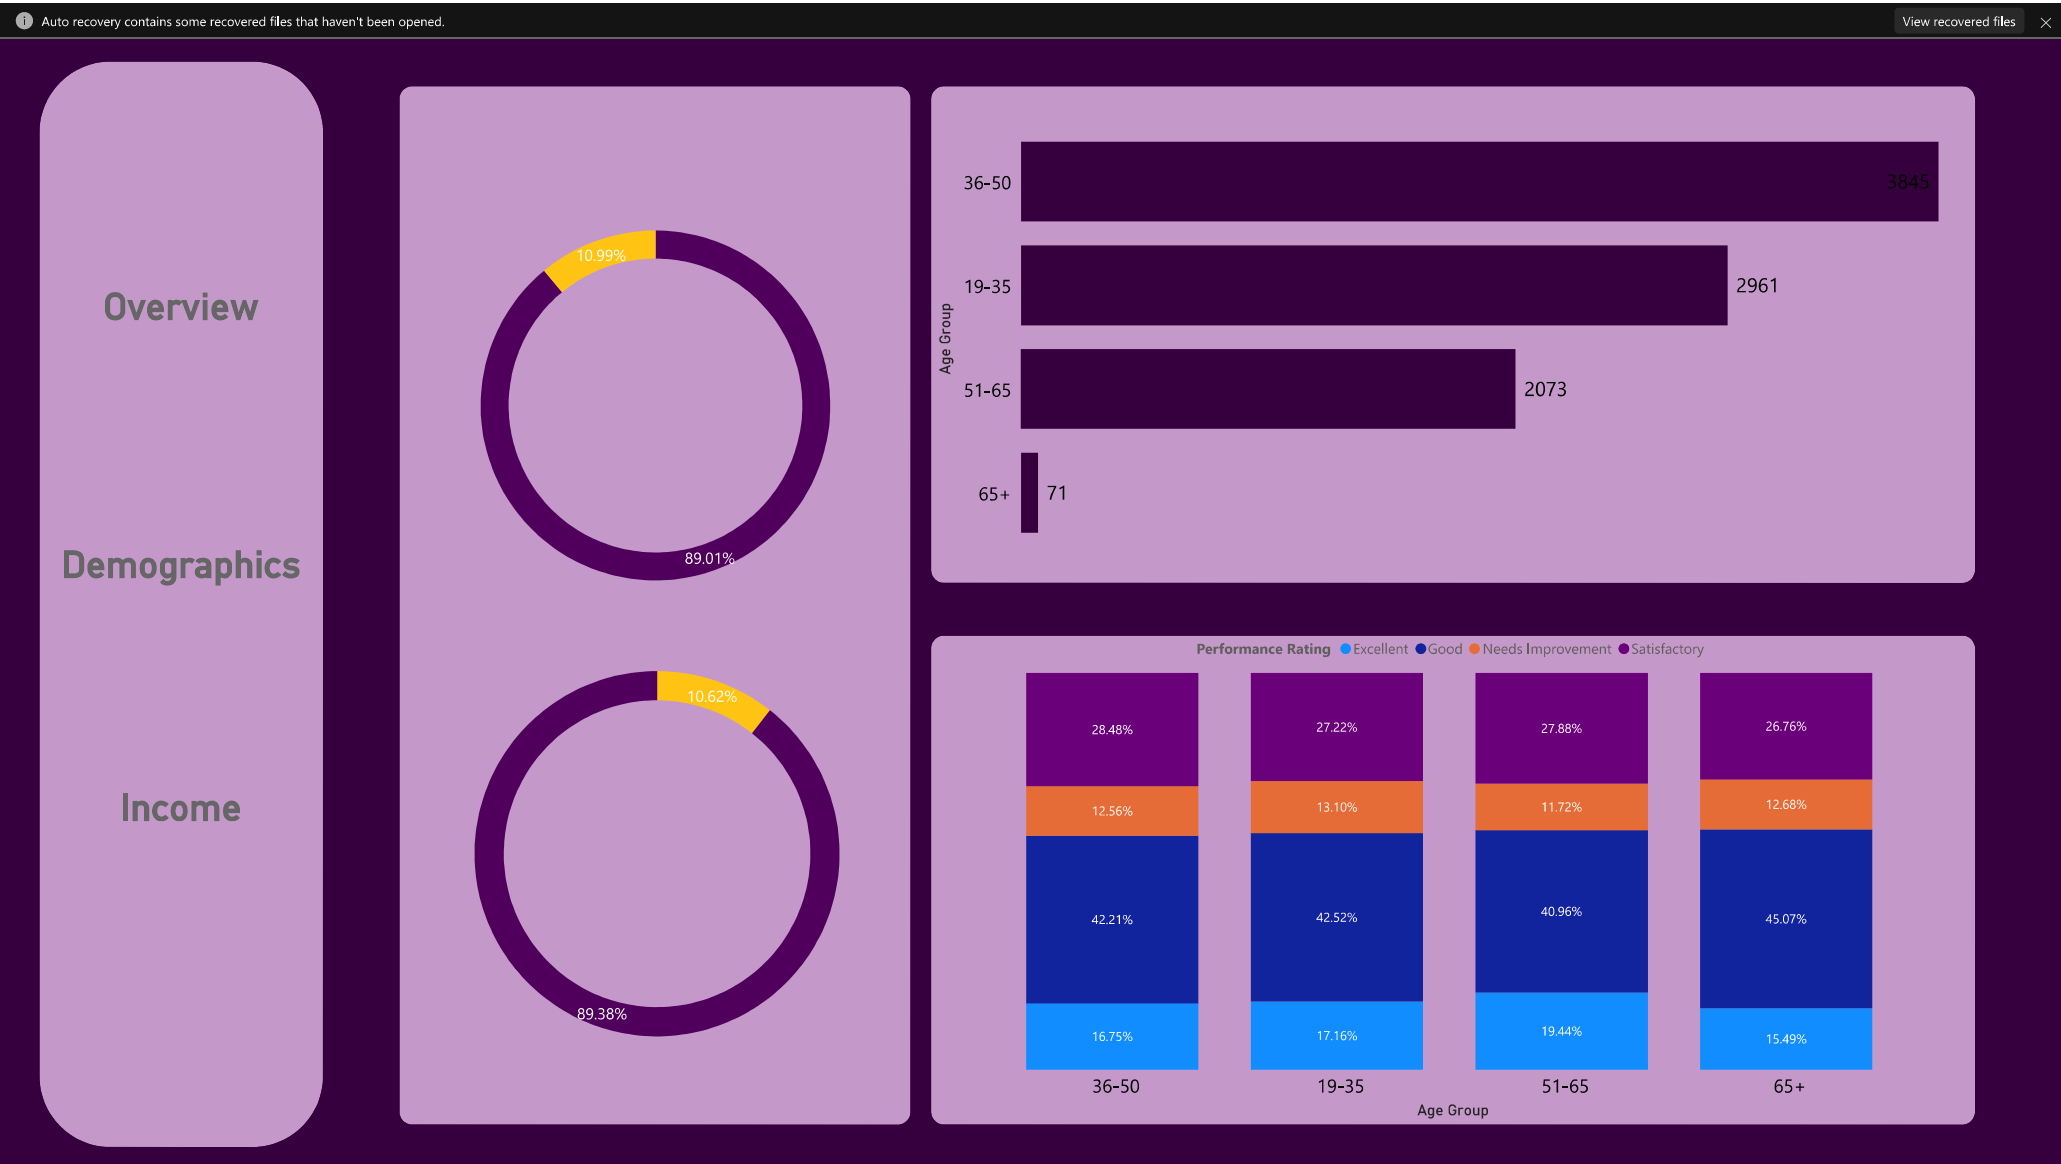 Auto recovery contains some recovered files that haven't been opened.
View recovered files
Overview
Demographics
Income
10.99%
89.01%
10.62%
89.38%
Age Group
36-50
3845
19-35
2961
51-65
2073
65+
71
Performance Rating Excellent Good Needs Improvement Satisfactory
28.48% 27.22% 27.88% 26.76%
12.56% 13.10% 11.72% 12.68%
42.21% 42.52% 40.96% 45.07%
16.75% 17.16% 19.44% 15.49%
36-50 19-35 51-65 65+
Age Group